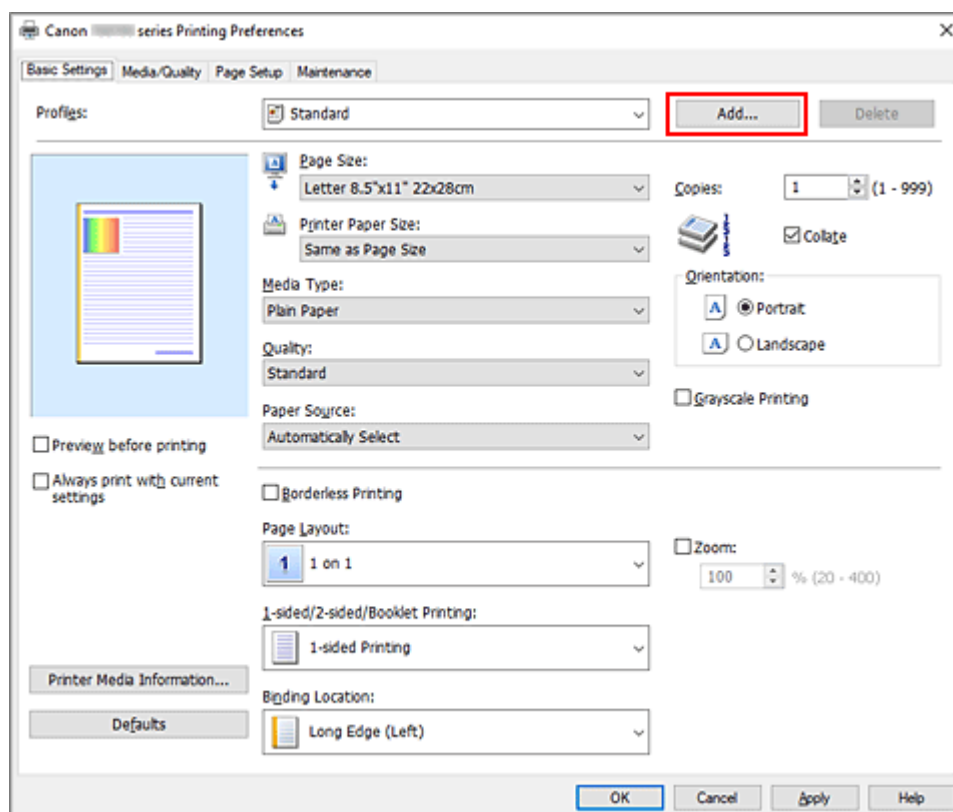 Canon series Printing Preferences
Basic Settings Media/Quality Page Setup Maintenance
Profiles: Standard Add... Delete
Page Size:
Letter 8.5"x11" 22x28cm
Copies: 1 (1 - 999)
Printer Paper Size:
Same as Page Size
Collate
Media Type:
Plain Paper
Orientation:
A Portrait
A Landscape
Quality:
Standard
Grayscale Printing
Paper Source:
Automatically Select
Preview before printing
Always print with current
settings
Borderless Printing
Page Layout:
1 1 on 1
Zoom:
100 % (20 - 400)
1-sided/2-sided/Booklet Printing:
1-sided Printing
Printer Media Information...
Binding Location:
Defaults
Long Edge (Left)
OK Cancel Apply Help